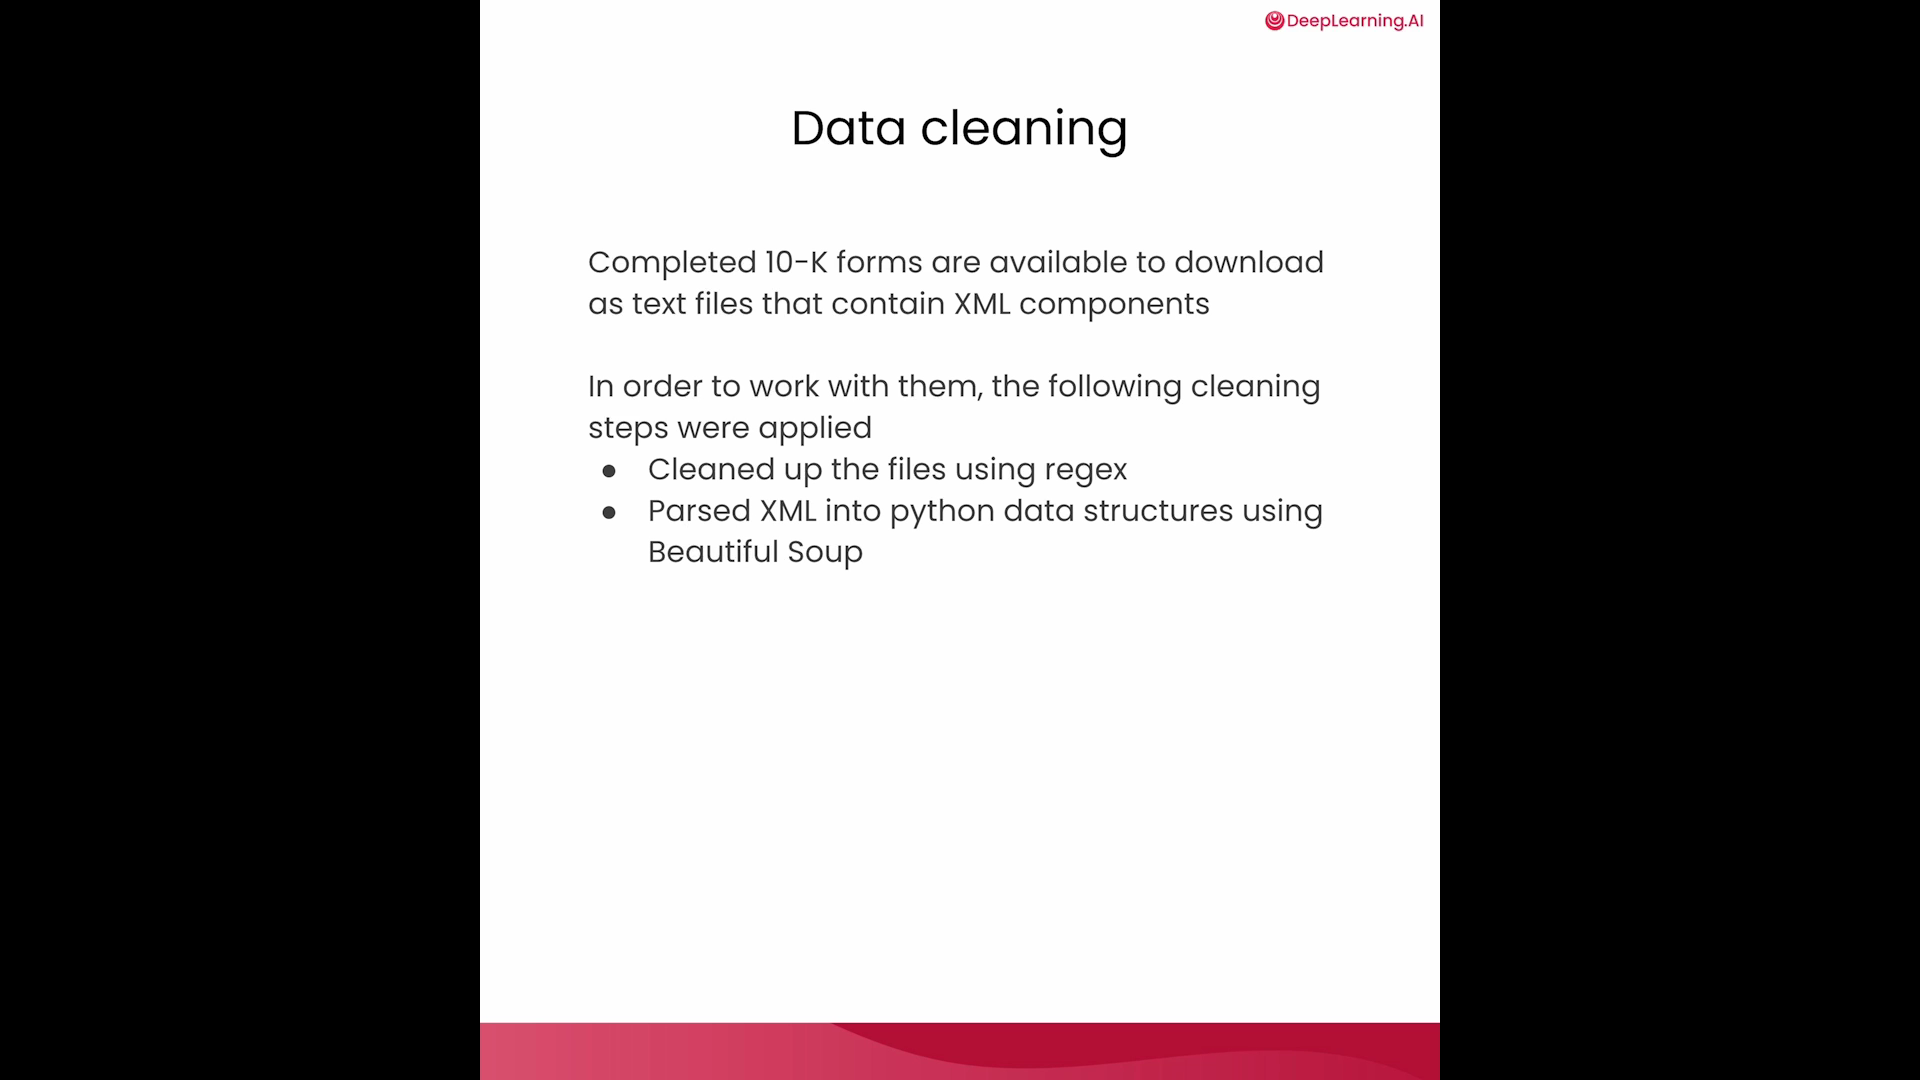 DeepLearning.AI
Data cleaning
Completed 10-K forms are available to download
as text files that contain XML components
In order to work with them, the following cleaning
steps were applied
● Cleaned up the files using regex
● Parsed XML into python data structures using
Beautiful Soup